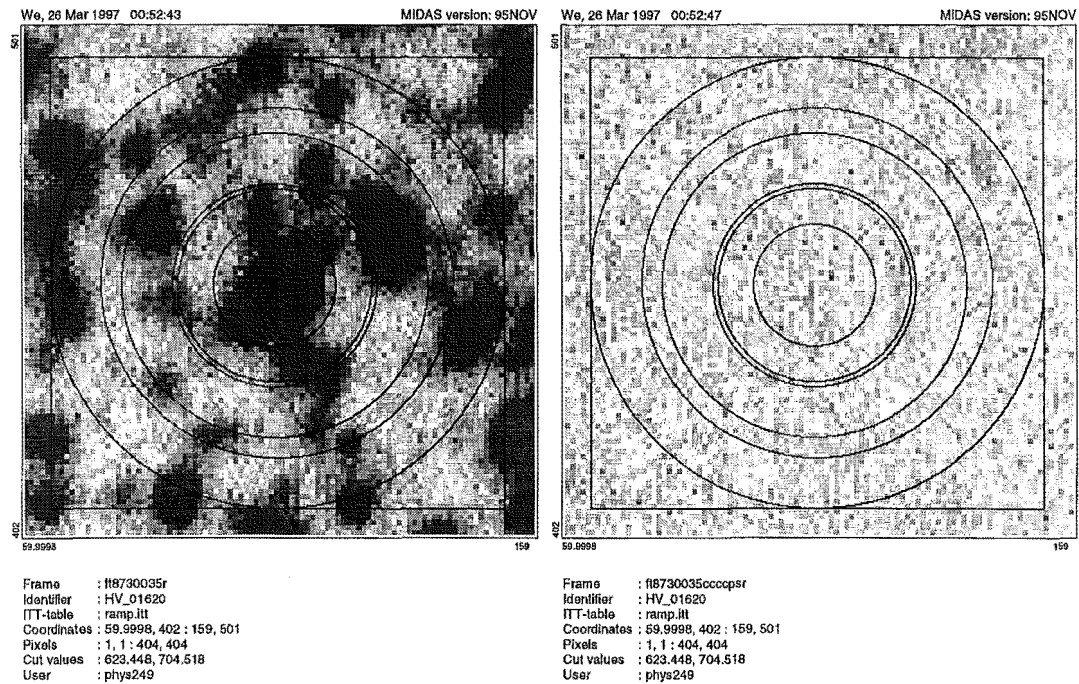 We, 26 Mar 1997 00:52:43 MIDAS version: 95NOV
501
402
59.9998 159
Frame : ft8730035r
Identifier : HV_01620
ITT-table : ramp.itt
Coordinates : 59.9998, 402 : 159, 501
Pixels : 1, 1 : 404, 404
Cut values : 623.448, 704.518
User : phys249
We, 26 Mar 1997 00:52:47 MIDAS version: 95NOV
501
402
59.9998 159
Frame : ft8730035ccccpsr
Identifier : HV_01620
ITT-table : ramp.itt
Coordinates : 59.9998, 402 : 159, 501
Pixels : 1, 1 : 404, 404
Cut values : 623.448, 704.518
User : phys249